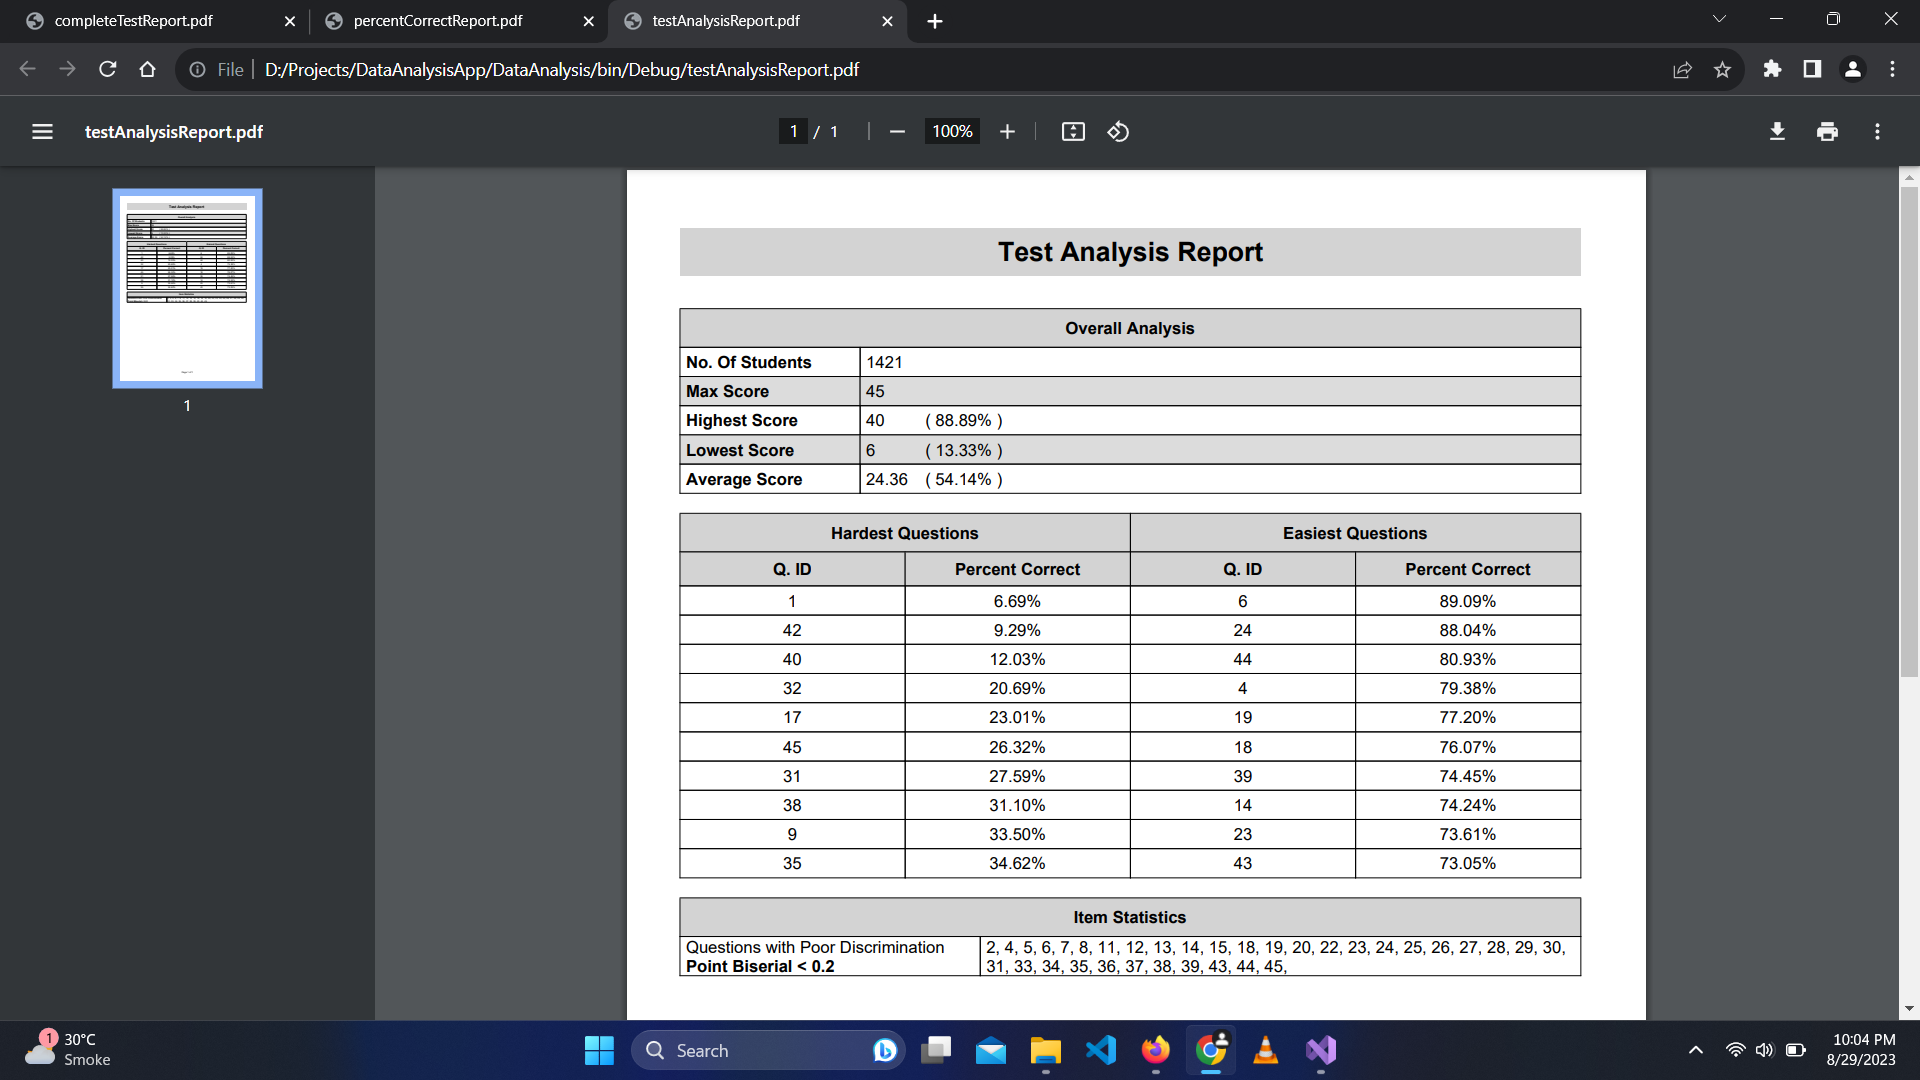 completeTestReport.pdf
percentCorrectReport.pdf
testAnalysisReport.pdf
File
D:/Projects/DataAnalysisApp/DataAnalysis/bin/Debug/testAnalysisReport.pdf
testAnalysisReport.pdf
1 / 1
100%
1
Test Analysis Report
Overall Analysis
No. Of Students 1421
Max Score 45
Highest Score 40 ( 88.89% )
Lowest Score 6 ( 13.33% )
Average Score 24.36 ( 54.14% )
Hardest Questions Easiest Questions
Q. ID Percent Correct Q. ID Percent Correct
1 6.69% 6 89.09%
42 9.29% 24 88.04%
40 12.03% 44 80.93%
32 20.69% 4 79.38%
17 23.01% 19 77.20%
45 26.32% 18 76.07%
31 27.59% 39 74.45%
38 31.10% 14 74.24%
9 33.50% 23 73.61%
35 34.62% 43 73.05%
Item Statistics
Questions with Poor Discrimination 2, 4, 5, 6, 7, 8, 11, 12, 13, 14, 15, 18, 19, 20, 22, 23, 24, 25, 26, 27, 28, 29, 30,
Point Biserial < 0.2 31, 33, 34, 35, 36, 37, 38, 39, 43, 44, 45,
1
30°C
Smoke
Search
10:04 PM
8/29/2023